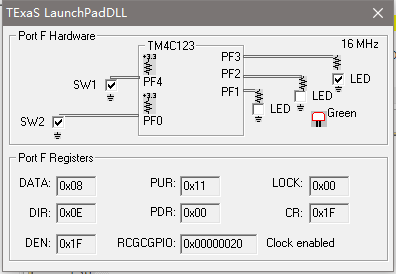 TExaS LaunchPadDLL
Port F Hardware
TM4C123
16 MHz
+3.3
PF3
SW1
PF4
PF2
LED
+3.3
PF1
LED
SW2
PF0
LED
Green
Port F Registers
DATA: 0x08 PUR: 0x11 LOCK: 0x00
DIR: 0x0E PDR: 0x00 CR: 0x1F
DEN: 0x1F RCGCGPIO: 0x00000020 Clock enabled